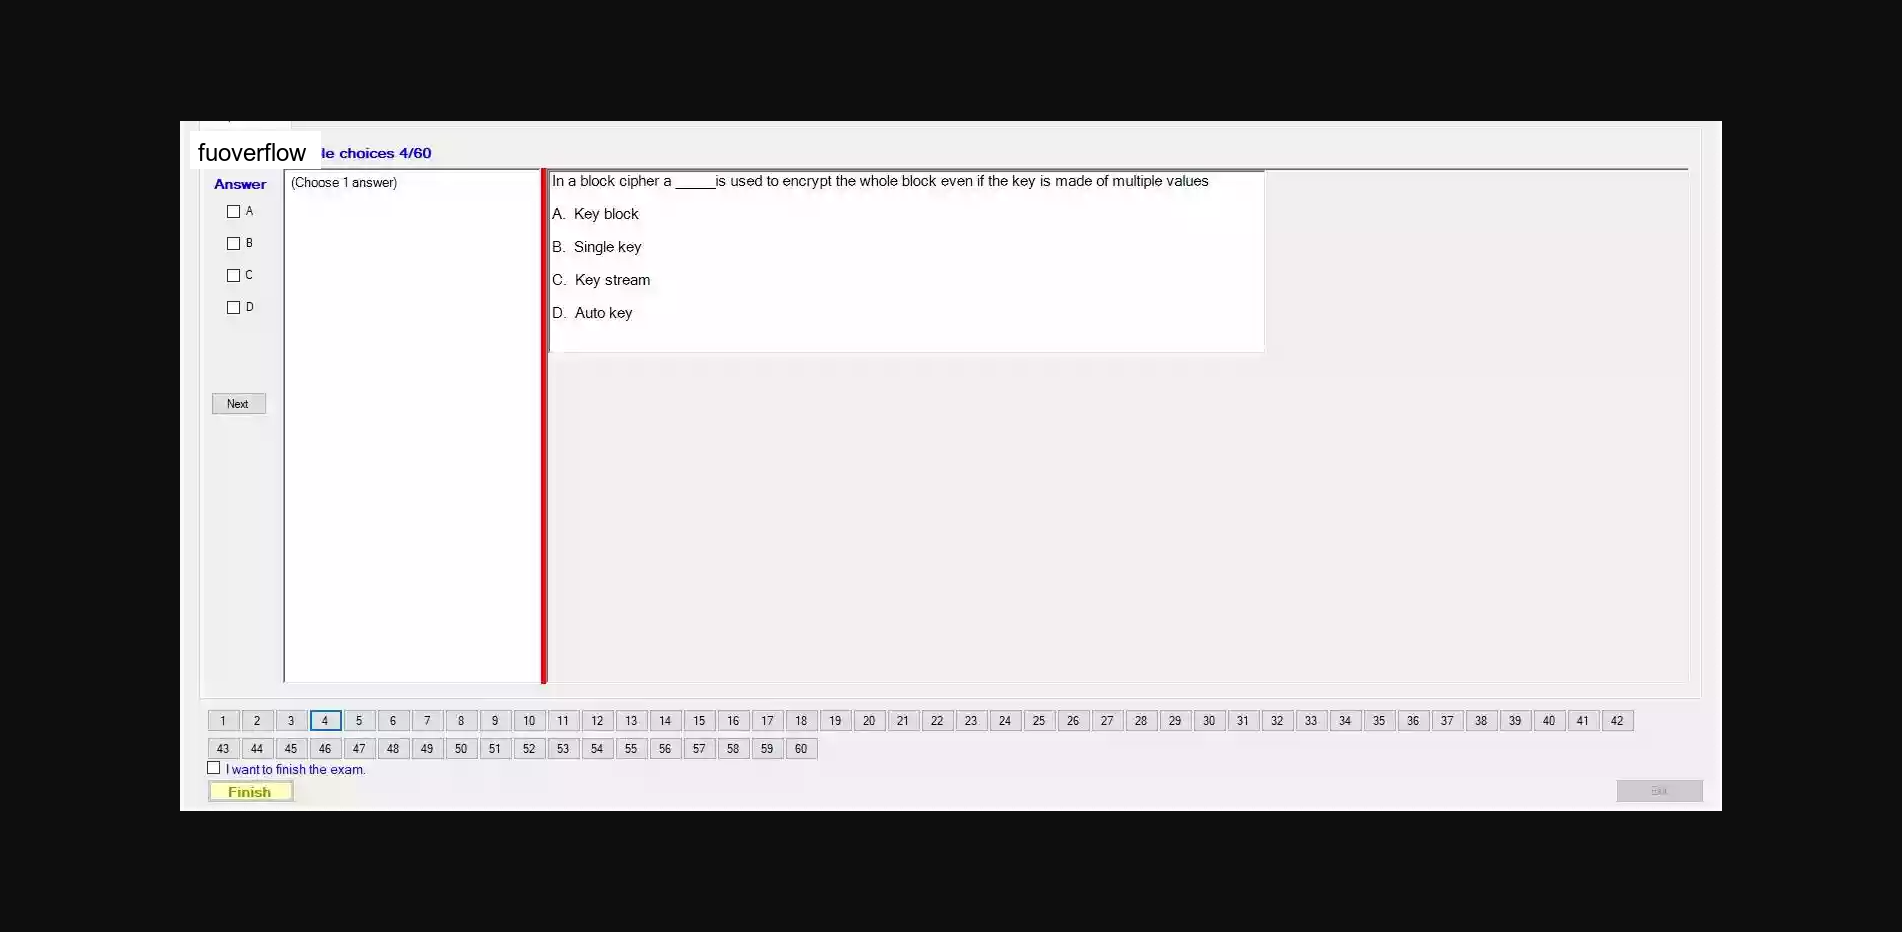 fuoverflow
le choices 4/60
Answer
(Choose 1 answer)
A
B
C
D
Next
In a block cipher a _____is used to encrypt the whole block even if the key is made of multiple values
A. Key block
B. Single key
C. Key stream
D. Auto key
1 2 3 4 5 6 7 8 9 10 11 12 13 14 15 16 17 18 19 20 21 22 23 24 25 26 27 28 29 30 31 32 33 34 35 36 37 38 39 40 41 42
43 44 45 46 47 48 49 50 51 52 53 54 55 56 57 58 59 60
I want to finish the exam.
Finish
Exit